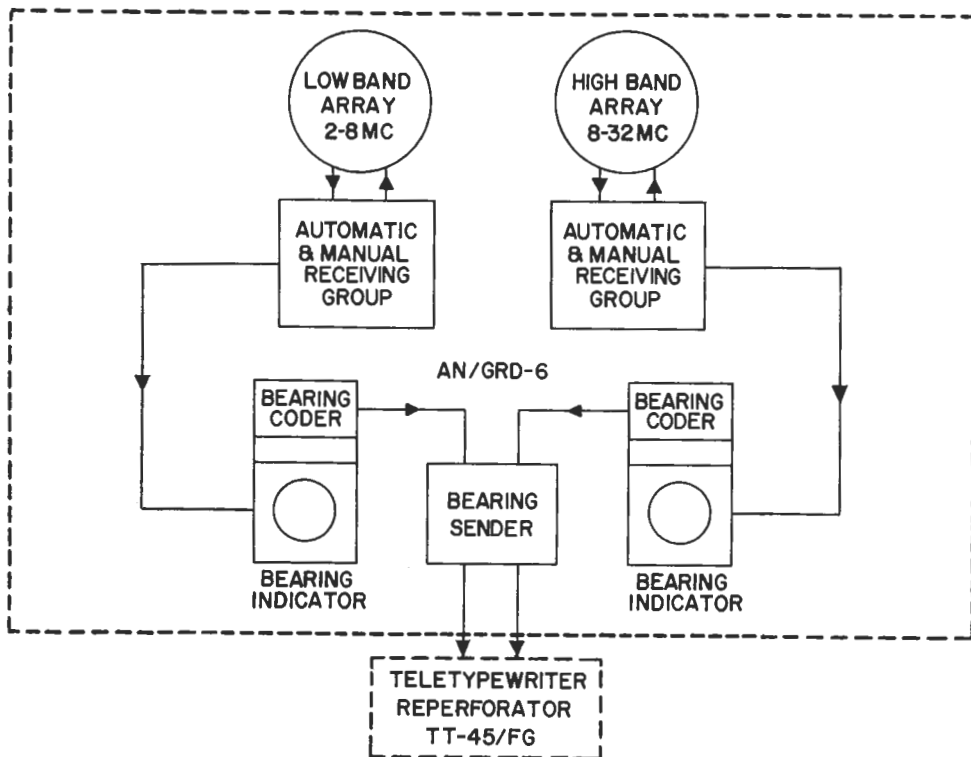 LOW BAND
ARRAY
2-8 MC
HIGH BAND
ARRAY
8-32 MC
AUTOMATIC
& MANUAL
RECEIVING
GROUP
AUTOMATIC
& MANUAL
RECEIVING
GROUP
AN/GRD-6
BEARING
CODER
BEARING
CODER
BEARING
SENDER
BEARING
INDICATOR
BEARING
INDICATOR
TELETYPEWRITER
REPERFORATOR
TT-45/FG